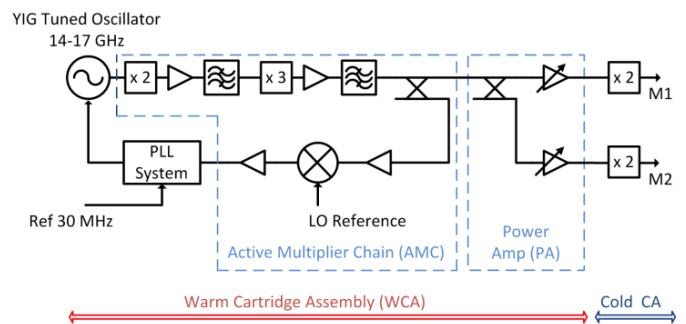 YIG Tuned Oscillator
14-17 GHz
x 2
x 3
x 2
M1
PLL
System
x 2
M2
Ref 30 MHz
LO Reference
Power
Amp (PA)
Active Multiplier Chain (AMC)
Warm Cartridge Assembly (WCA)
Cold CA